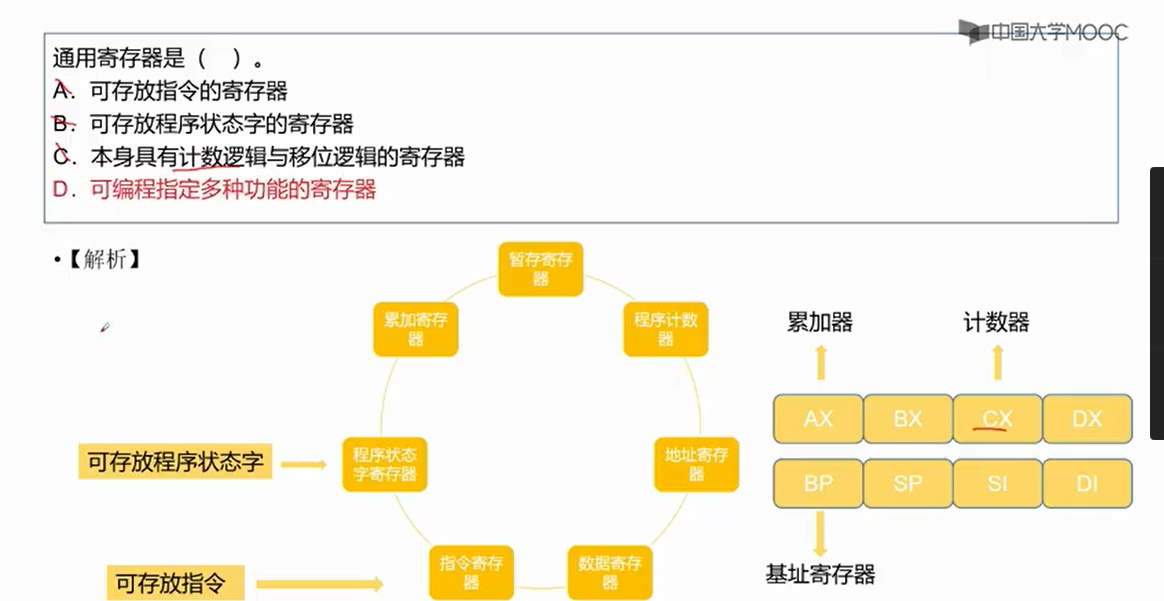 中国大学MOOC
通用寄存器是（ ）。
A. 可存放指令的寄存器
B. 可存放程序状态字的寄存器
C. 本身具有计数逻辑与移位逻辑的寄存器
D. 可编程指定多种功能的寄存器
•【解析】
暂存寄存
器
累加寄存
器
程序计数
器
程序状态
字寄存器
地址寄存
器
指令寄存
器
数据寄存
器
可存放程序状态字
可存放指令
累加器
计数器
AX
BX
CX
DX
BP
SP
SI
DI
基址寄存器